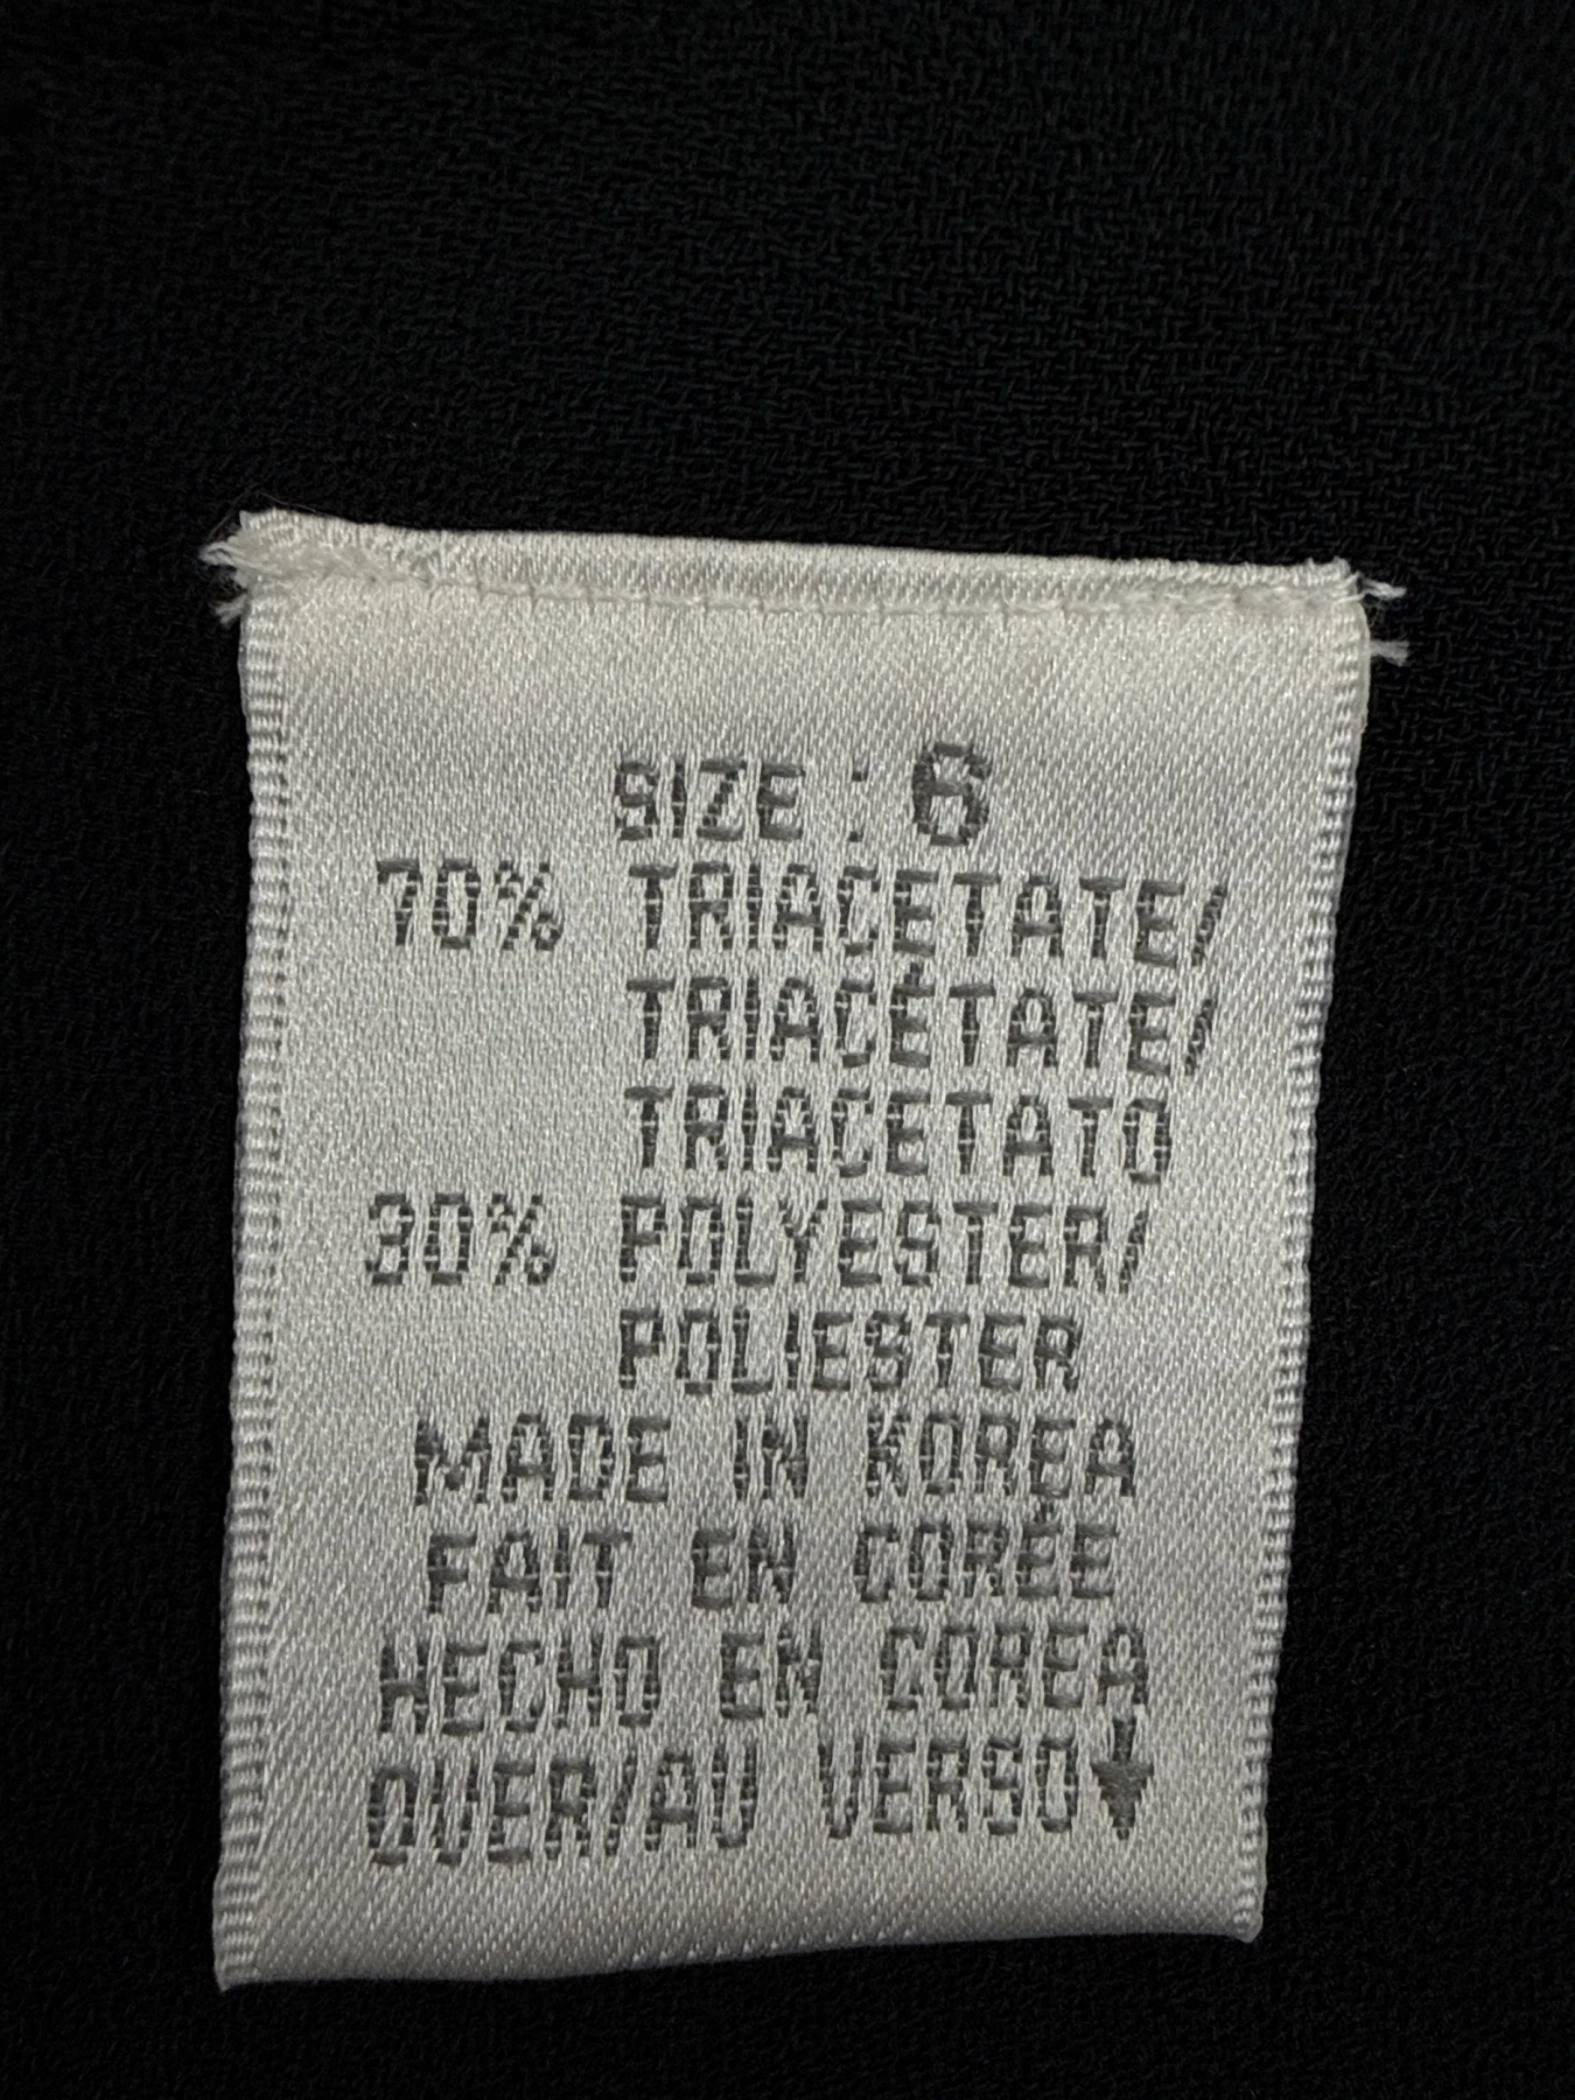 SIZE : 6
70% TRIACETATE/
TRIACÉTATE/
TRIACETATO
30% POLYESTER/
POLIESTER
MADE IN KOREA
FAIT EN CORÉE
HECHO EN COREA
OVER/AU VERSO